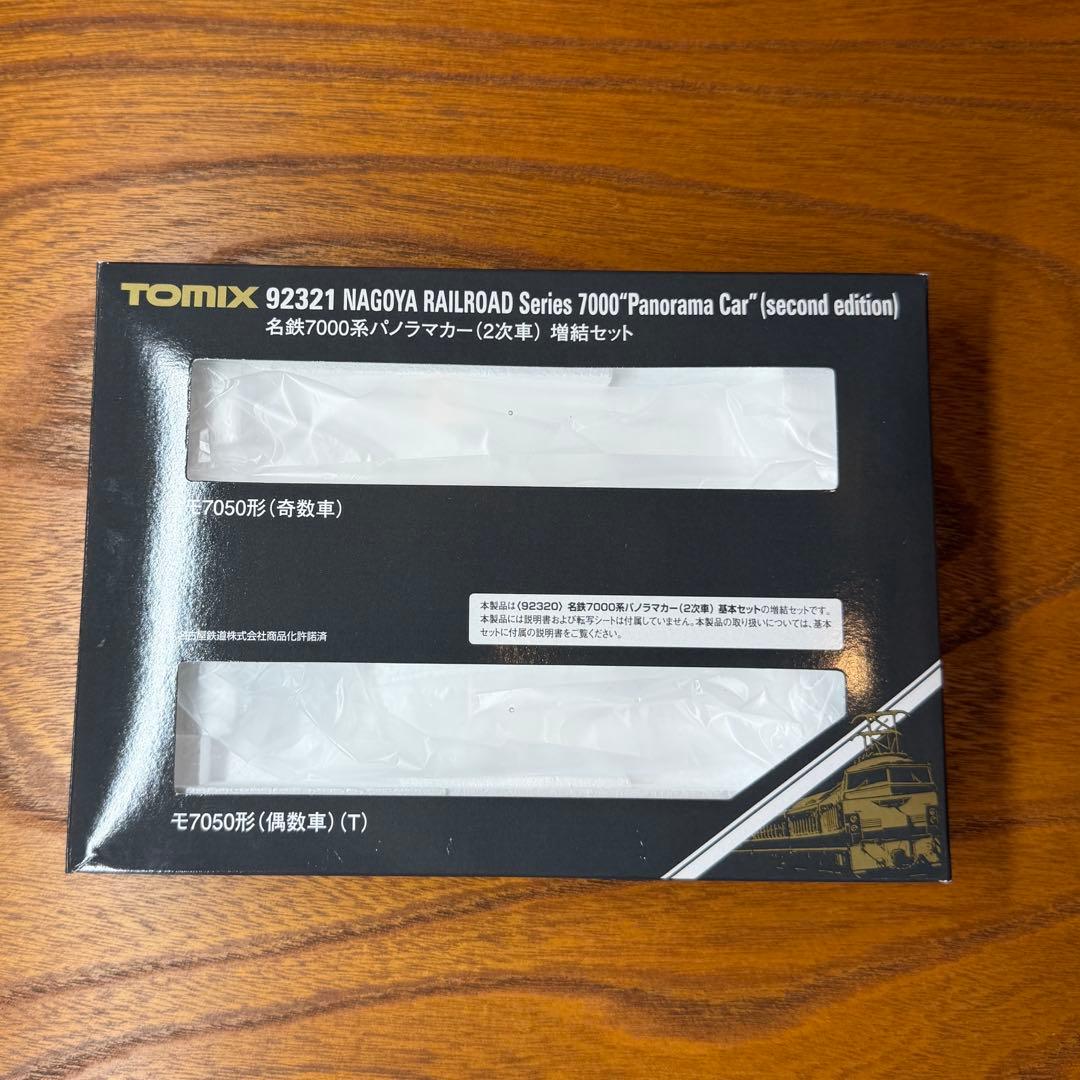 TOMIX 92321 NAGOYA RAILROAD Series 7000"Panorama Car"(second edition)
名鉄7000系パノラマカー(2次車) 増結セット
モ7050形(奇数車)
本製品は〈92320〉名鉄7000系パノラマカー(2次車) 基本セットの増結セットです。
本製品には説明書および転写シートは付属していません。本製品の取り扱いについては、基本
セットに付属の説明書をご覧ください。
名古屋鉄道株式会社商品化許諾済
モ7050形(偶数車)(T)